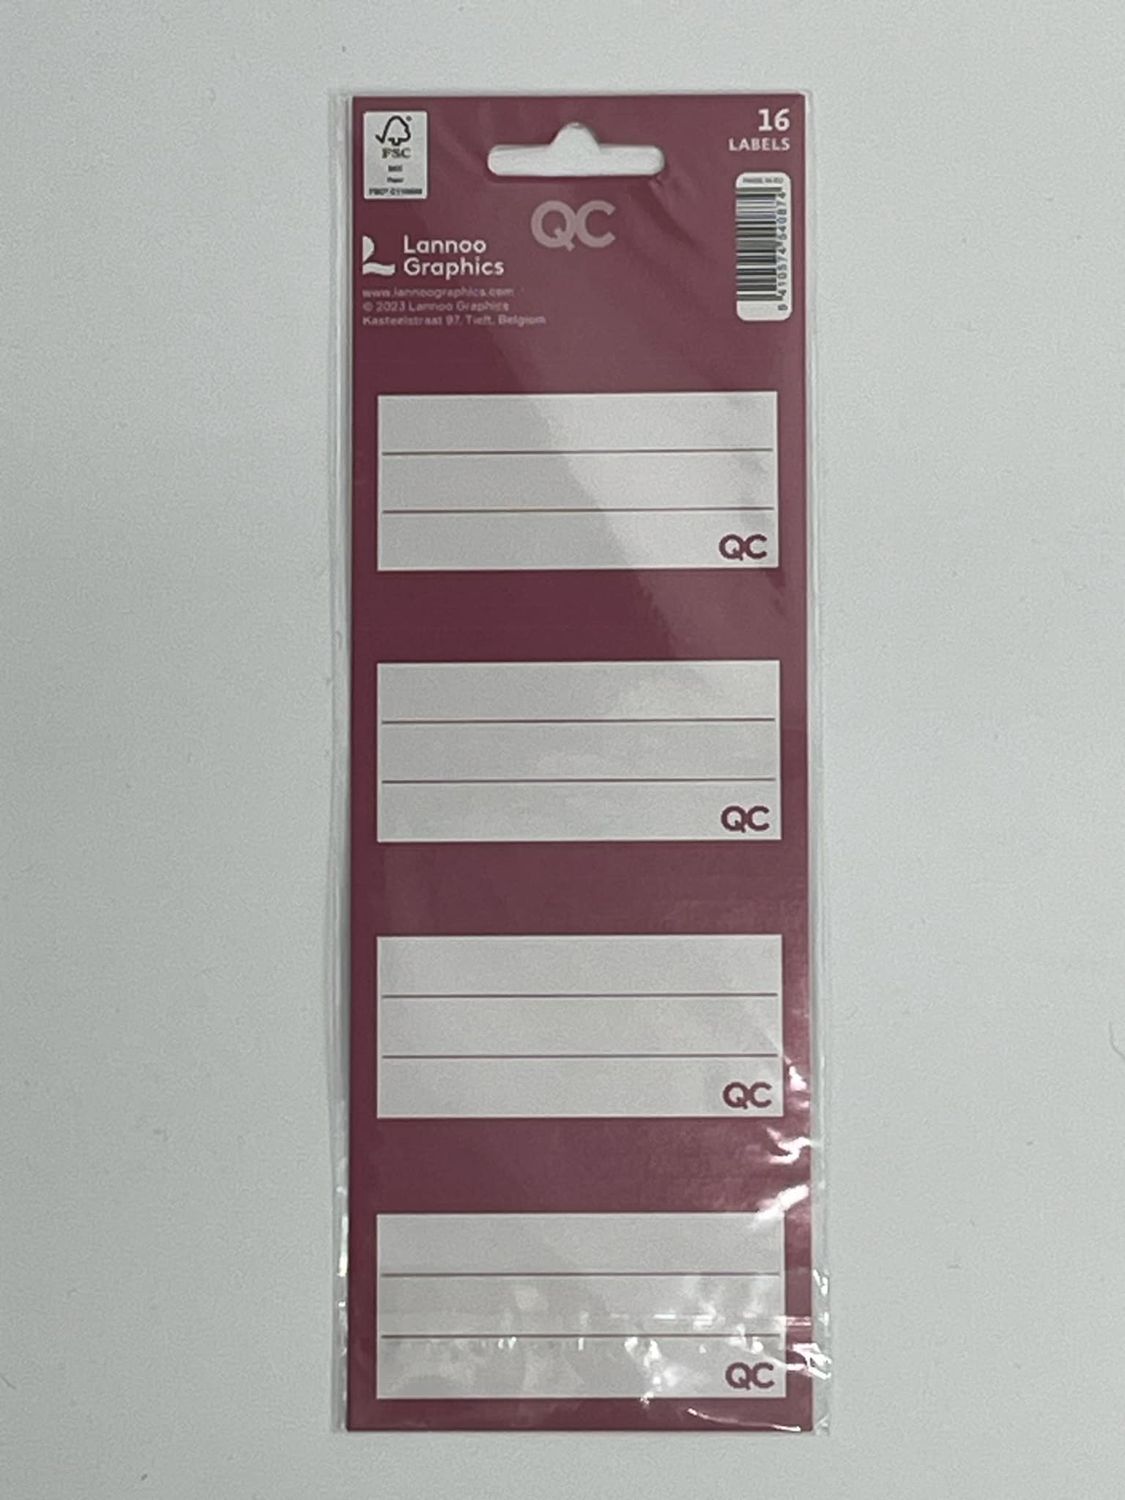 FSC
16
LABELS
QC
Lannoo
Graphics
www.lannoographics.com
© 2023 Lannoo Graphics
Kasteelstraat 97, Tielt, Belgium
QC
QC
QC
QC